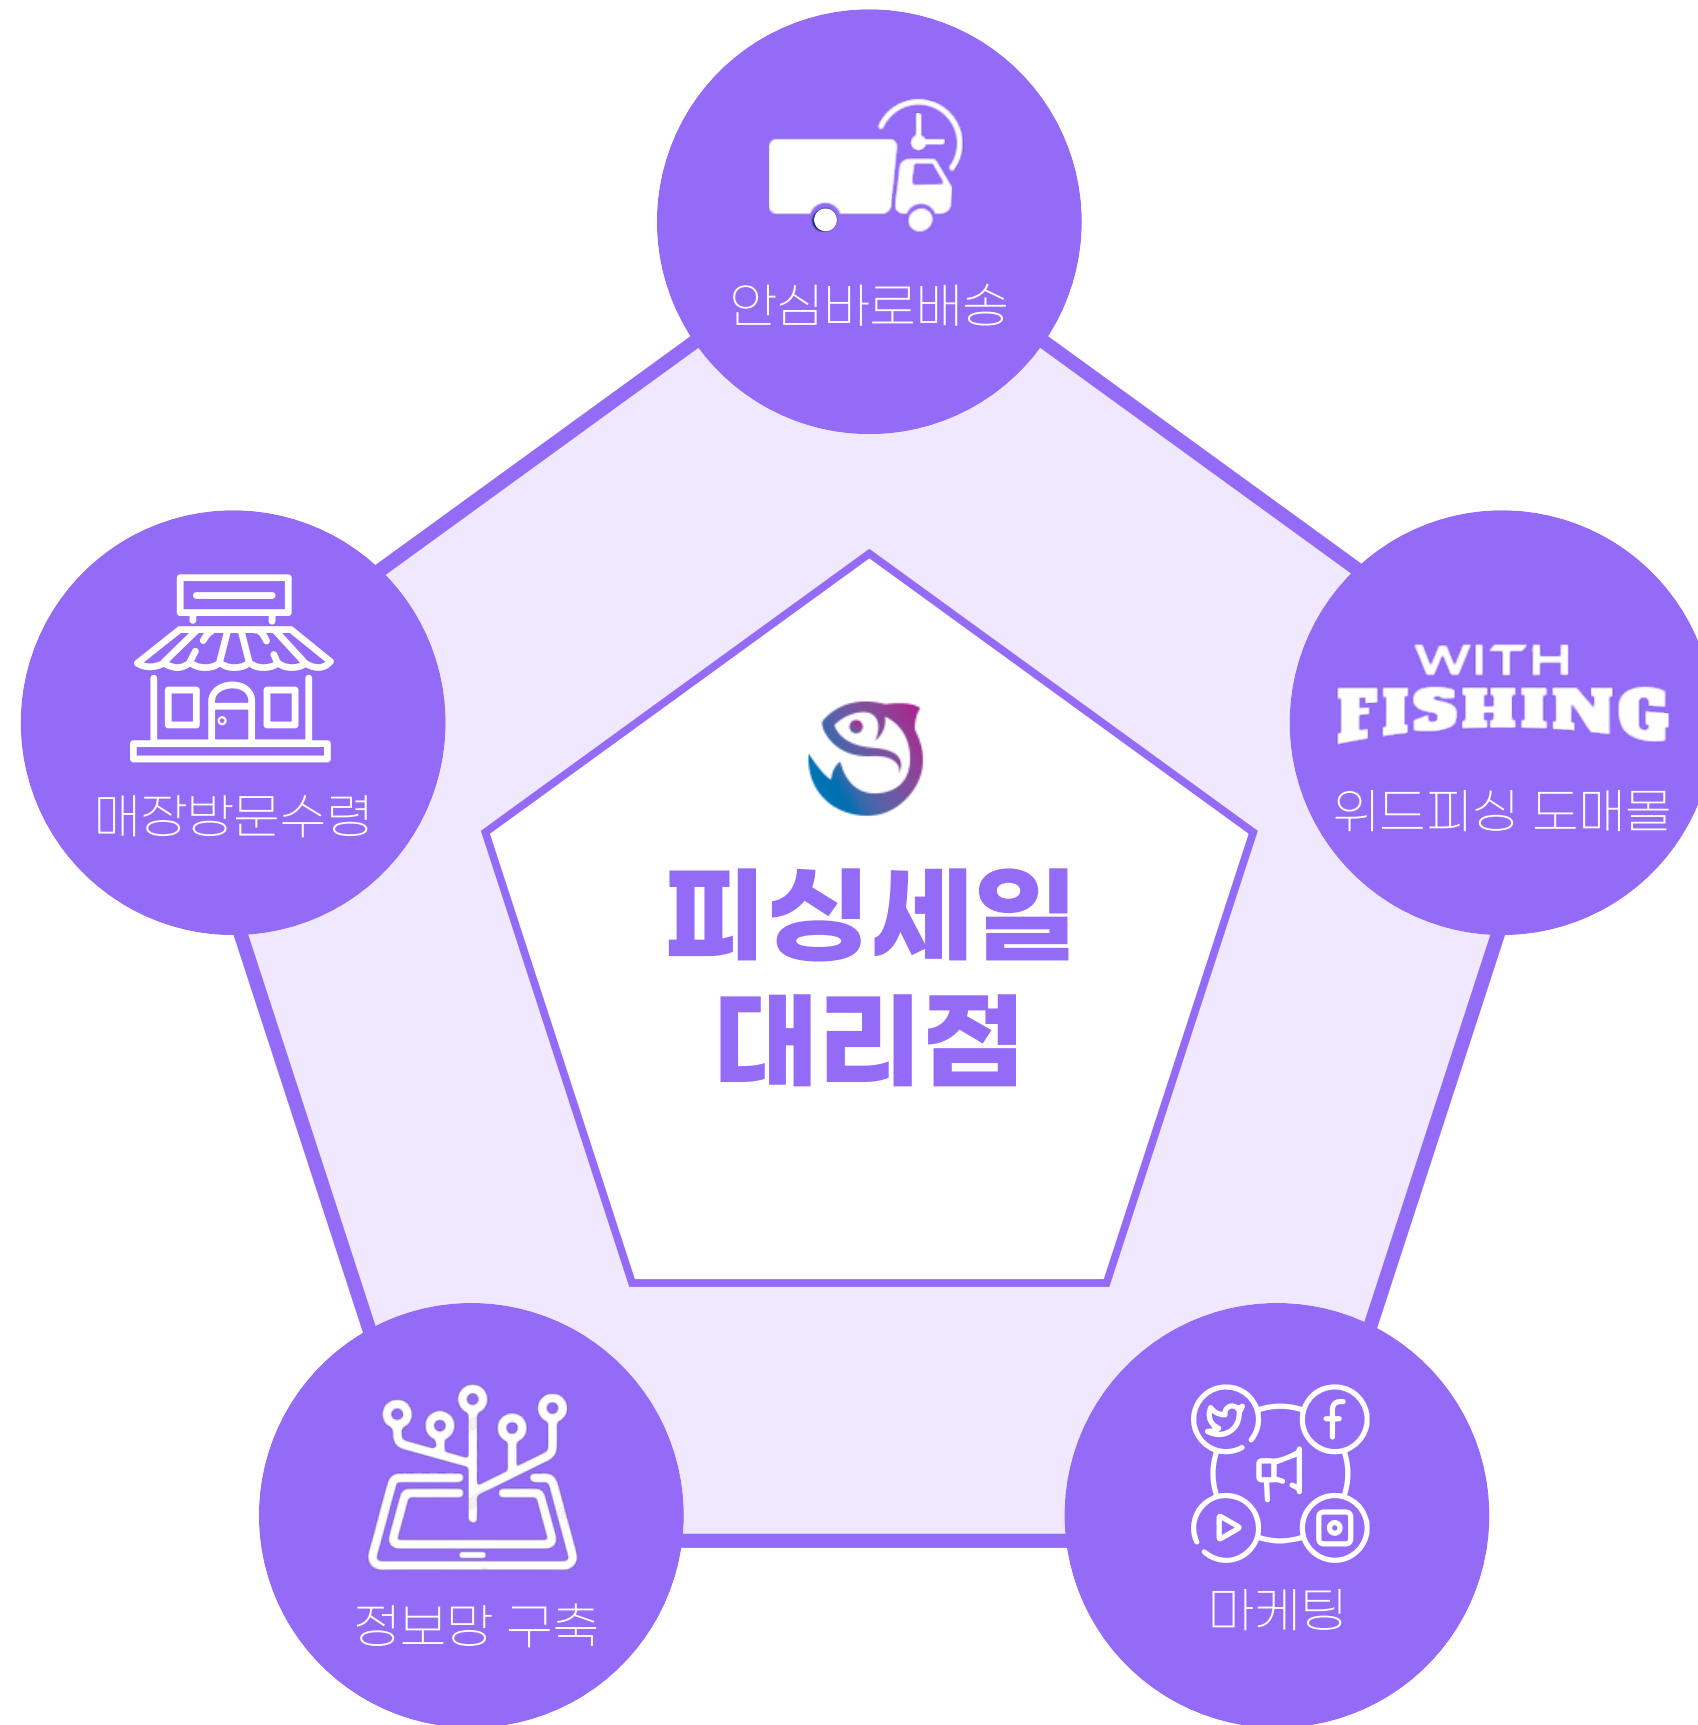 안심바로배송
WITH
FISHING
위드피싱 도매몰
매장방문수령
피싱세일
대리점
정보망 구축
마케팅